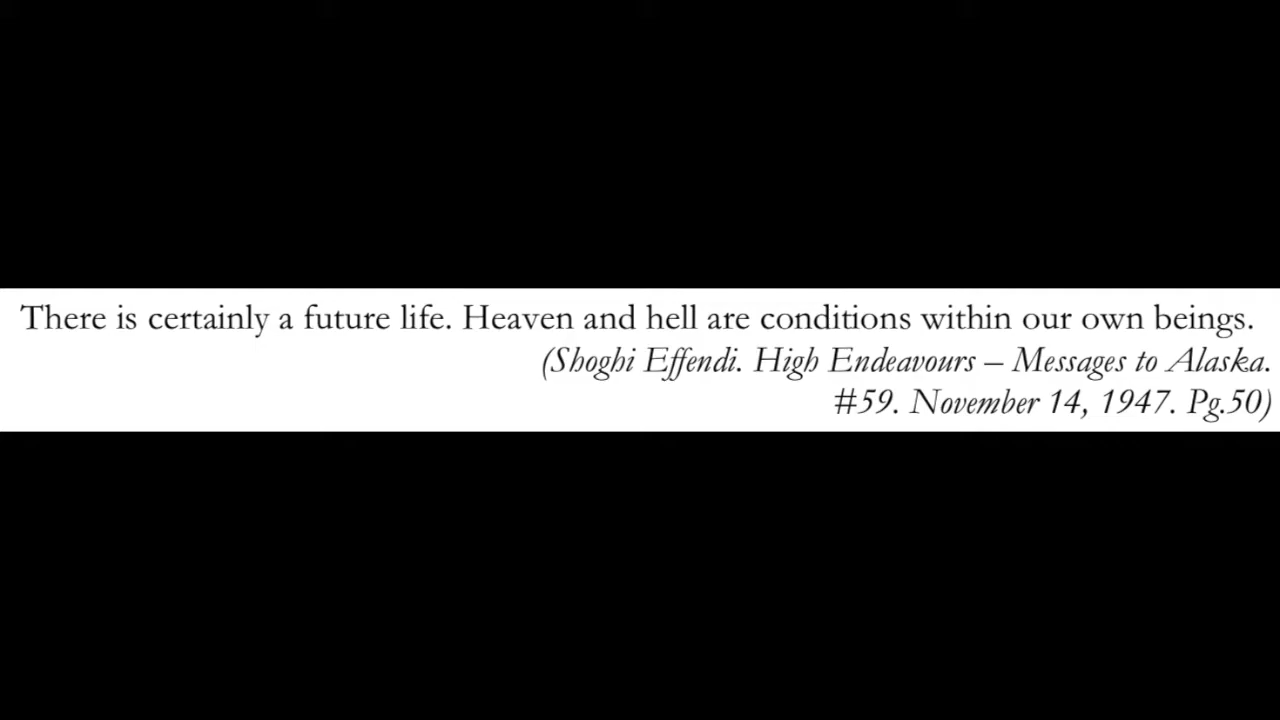 There is certainly a future life. Heaven and hell are conditions within our own beings.
(Shoghi Effendi. High Endeavours – Messages to Alaska.
#59. November 14, 1947. Pg.50)